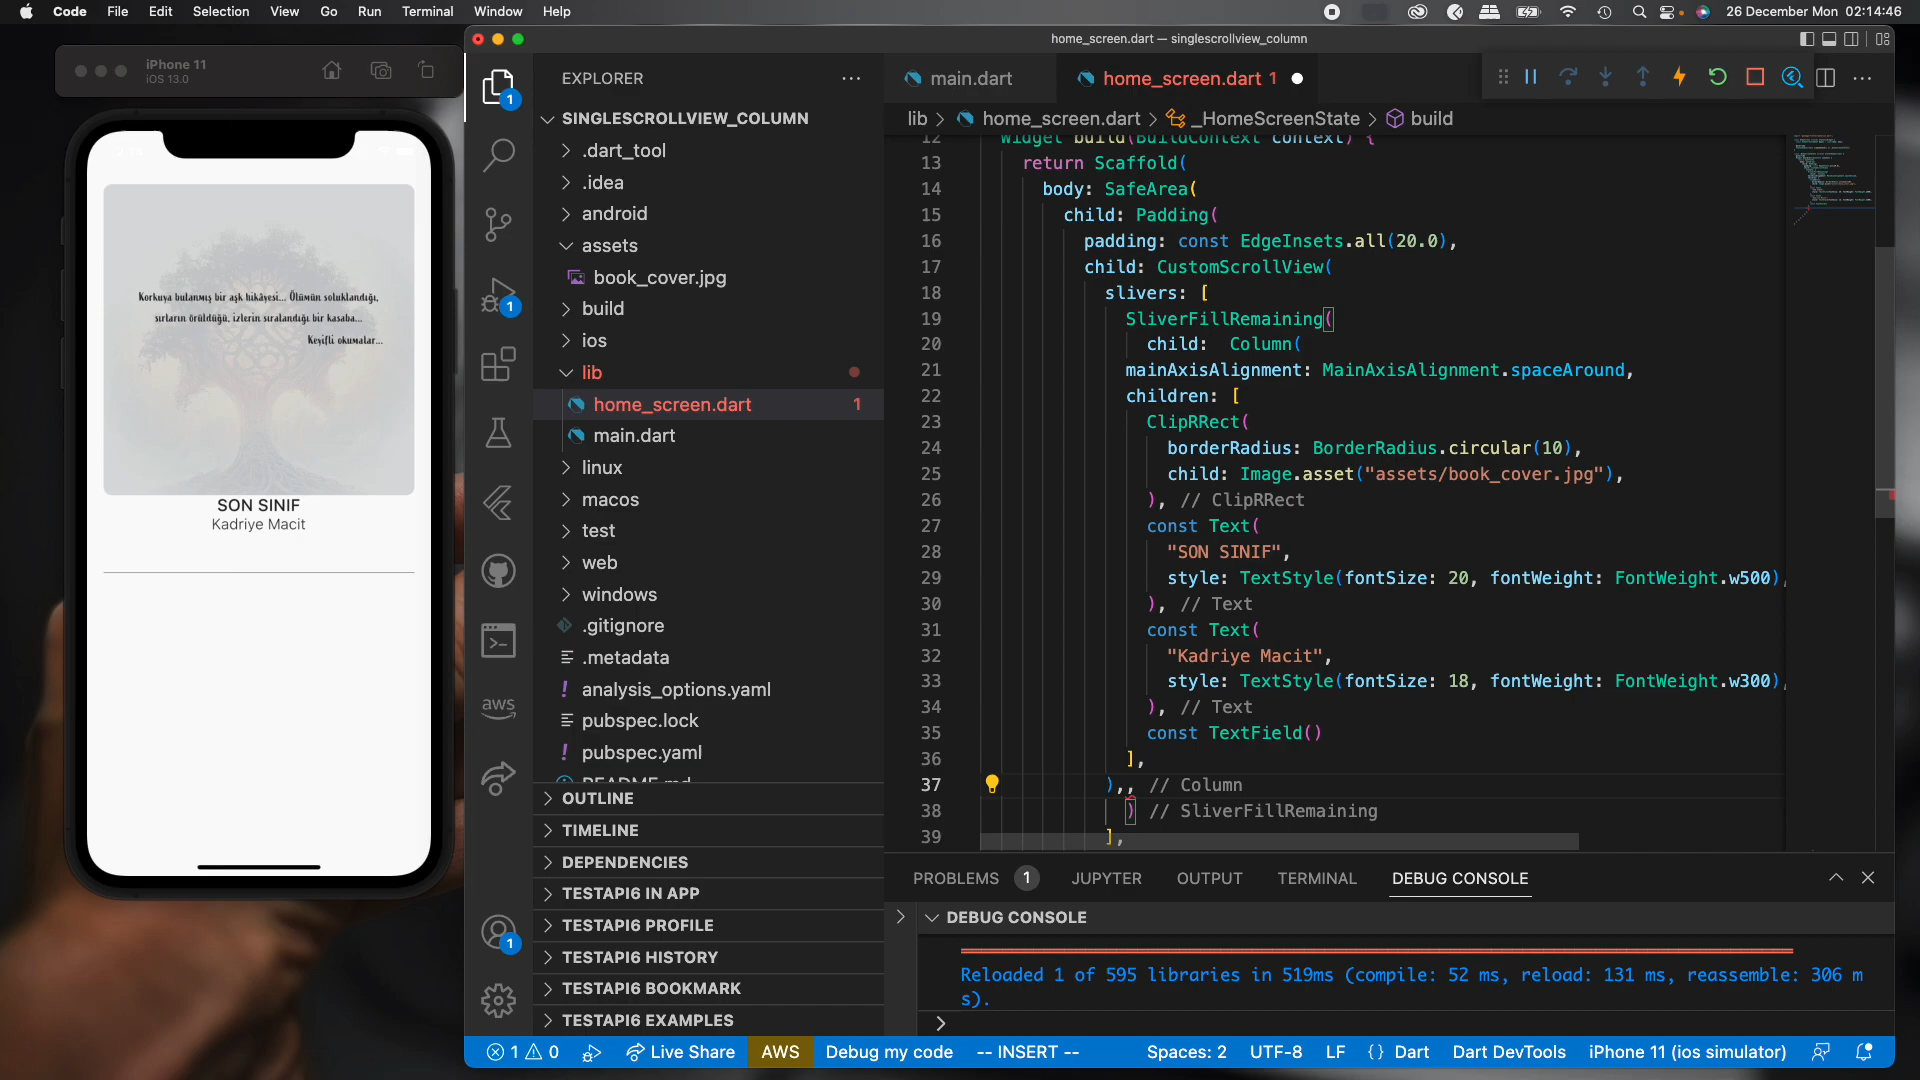 Code File Edit Selection View Go Run Terminal Window Help
26 December Mon 02:14:46
iPhone 11
iOS 13.0
home_screen.dart — singlescrollview_column
EXPLORER
main.dart
home_screen.dart 1
SINGLESCROLLVIEW_COLUMN
.dart_tool
.idea
android
assets
book_cover.jpg
build
ios
lib
home_screen.dart 1
main.dart
linux
macos
test
web
windows
.gitignore
.metadata
analysis_options.yaml
pubspec.lock
pubspec.yaml
README.md
OUTLINE
TIMELINE
DEPENDENCIES
TESTAPI6 IN APP
TESTAPI6 PROFILE
TESTAPI6 HISTORY
TESTAPI6 BOOKMARK
TESTAPI6 EXAMPLES
1
1
aws
1
Korkuya bulanmış bir aşk hikâyesi... Ölümün soluklandığı,
sırların örüldüğü, izlerin sıralandığı bir kasaba...
Keyifli okumalar...
SON SINIF
Kadriye Macit
lib > home_screen.dart > _HomeScreenState > build
12 Widget build(BuildContext context) {
13 return Scaffold(
14 body: SafeArea(
15 child: Padding(
16 padding: const EdgeInsets.all(20.0),
17 child: CustomScrollView(
18 slivers: [
19 SliverFillRemaining(
20 child:  Column(
21 mainAxisAlignment: MainAxisAlignment.spaceAround,
22 children: [
23 ClipRRect(
24 borderRadius: BorderRadius.circular(10),
25 child: Image.asset("assets/book_cover.jpg"),
26 ), // ClipRRect
27 const Text(
28 "SON SINIF",
29 style: TextStyle(fontSize: 20, fontWeight: FontWeight.w500),
30 ), // Text
31 const Text(
32 "Kadriye Macit",
33 style: TextStyle(fontSize: 18, fontWeight: FontWeight.w300),
34 ), // Text
35 const TextField()
36 ],
37 ),, // Column
38 ) // SliverFillRemaining
39 ],
PROBLEMS 1 JUPYTER OUTPUT TERMINAL DEBUG CONSOLE
DEBUG CONSOLE
Reloaded 1 of 595 libraries in 519ms (compile: 52 ms, reload: 131 ms, reassemble: 306 m
s).
1 0 Live Share AWS Debug my code -- INSERT -- Spaces: 2 UTF-8 LF {} Dart Dart DevTools iPhone 11 (ios simulator)